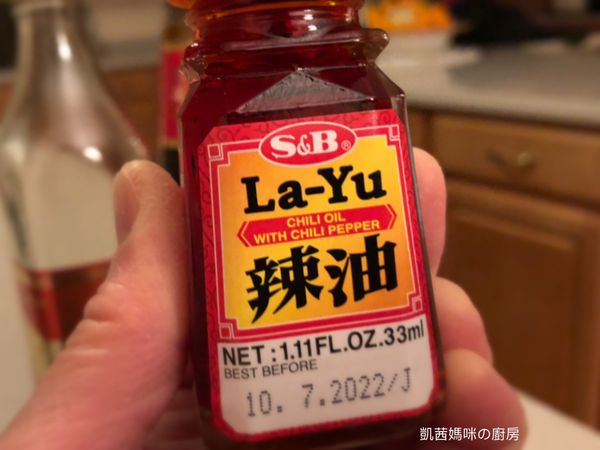 S&B®
La-Yu
CHILI OIL
WITH CHILI PEPPER
辣油
NET:1.11FL.OZ.33ml
BEST BEFORE
10. 7.2022/J
凱茜媽咪の廚房